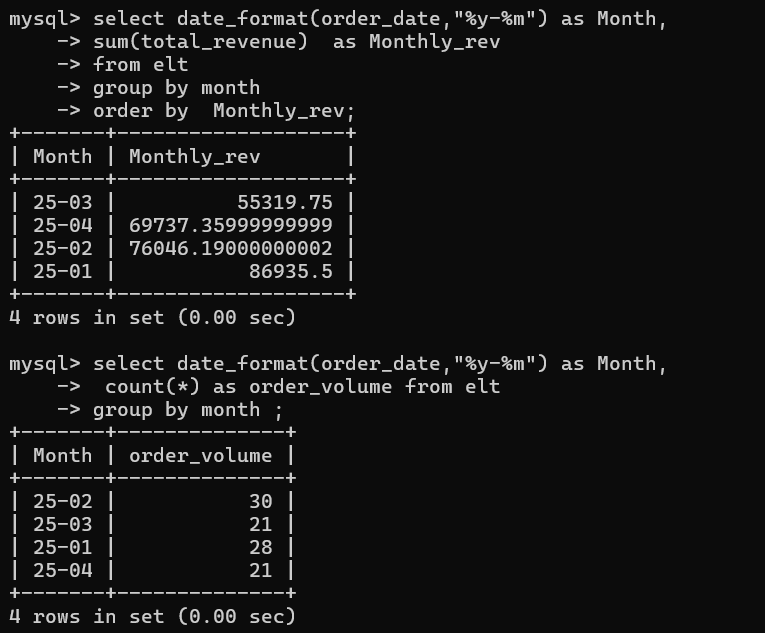 mysql> select date_format(order_date,"%y-%m") as Month,
    -> sum(total_revenue)  as Monthly_rev
    -> from elt
    -> group by month
    -> order by  Monthly_rev;
+-------+-------------------+
| Month | Monthly_rev       |
+-------+-------------------+
| 25-03 |          55319.75 |
| 25-04 | 69737.35999999999 |
| 25-02 | 76046.19000000002 |
| 25-01 |           86935.5 |
+-------+-------------------+
4 rows in set (0.00 sec)

mysql> select date_format(order_date,"%y-%m") as Month,
    ->  count(*) as order_volume from elt
    -> group by month ;
+-------+--------------+
| Month | order_volume |
+-------+--------------+
| 25-02 |           30 |
| 25-03 |           21 |
| 25-01 |           28 |
| 25-04 |           21 |
+-------+--------------+
4 rows in set (0.00 sec)